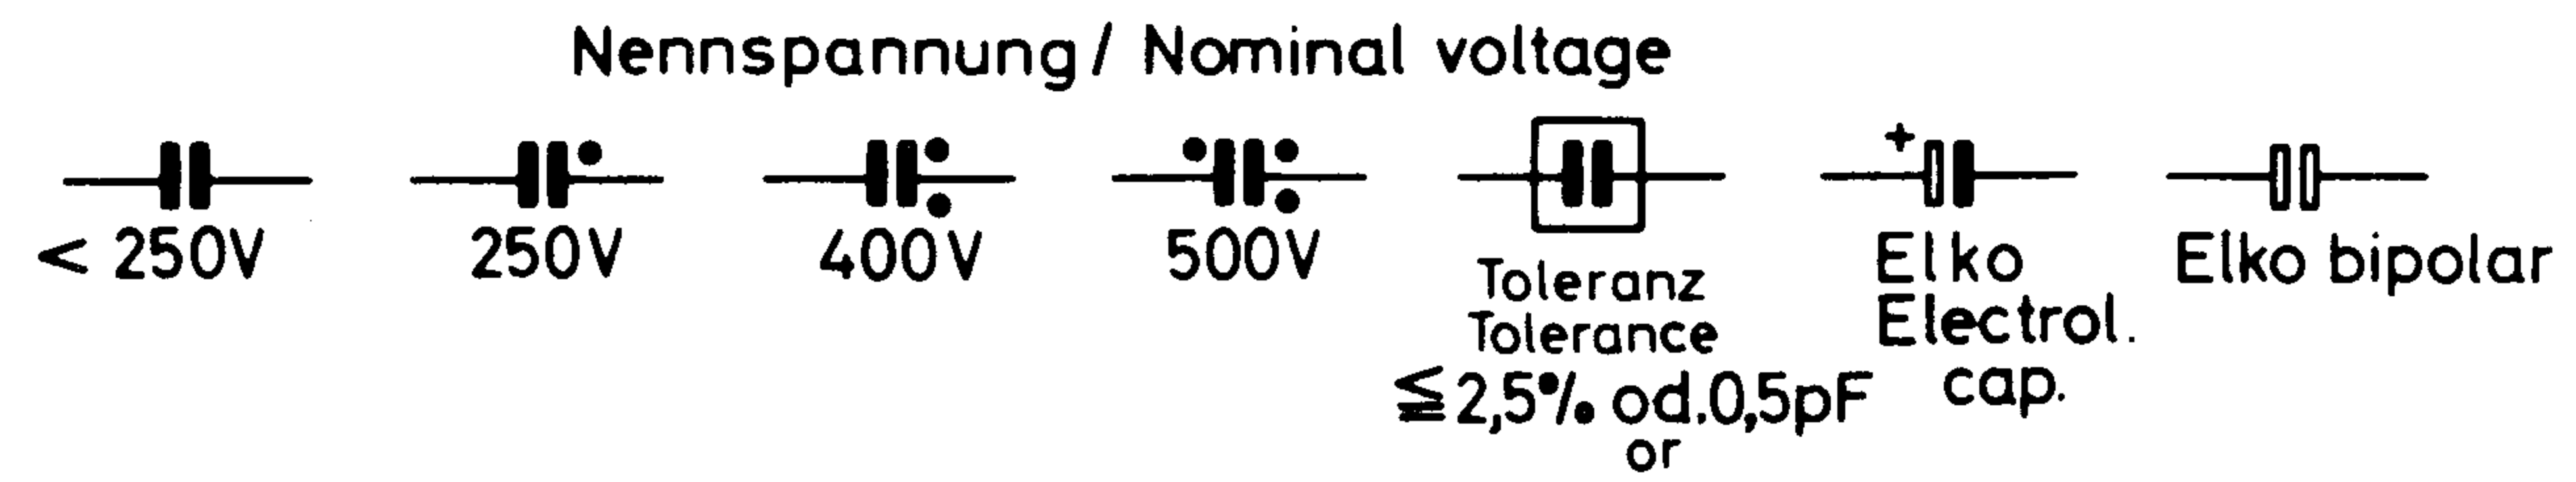 Nennspannung / Nominal voltage
+
< 250V 250V 400V 500V
Toleranz
Tolerance
≦ 2,5% od. 0,5pF
or
Elko
Electrol.
cap.
Elko bipolar